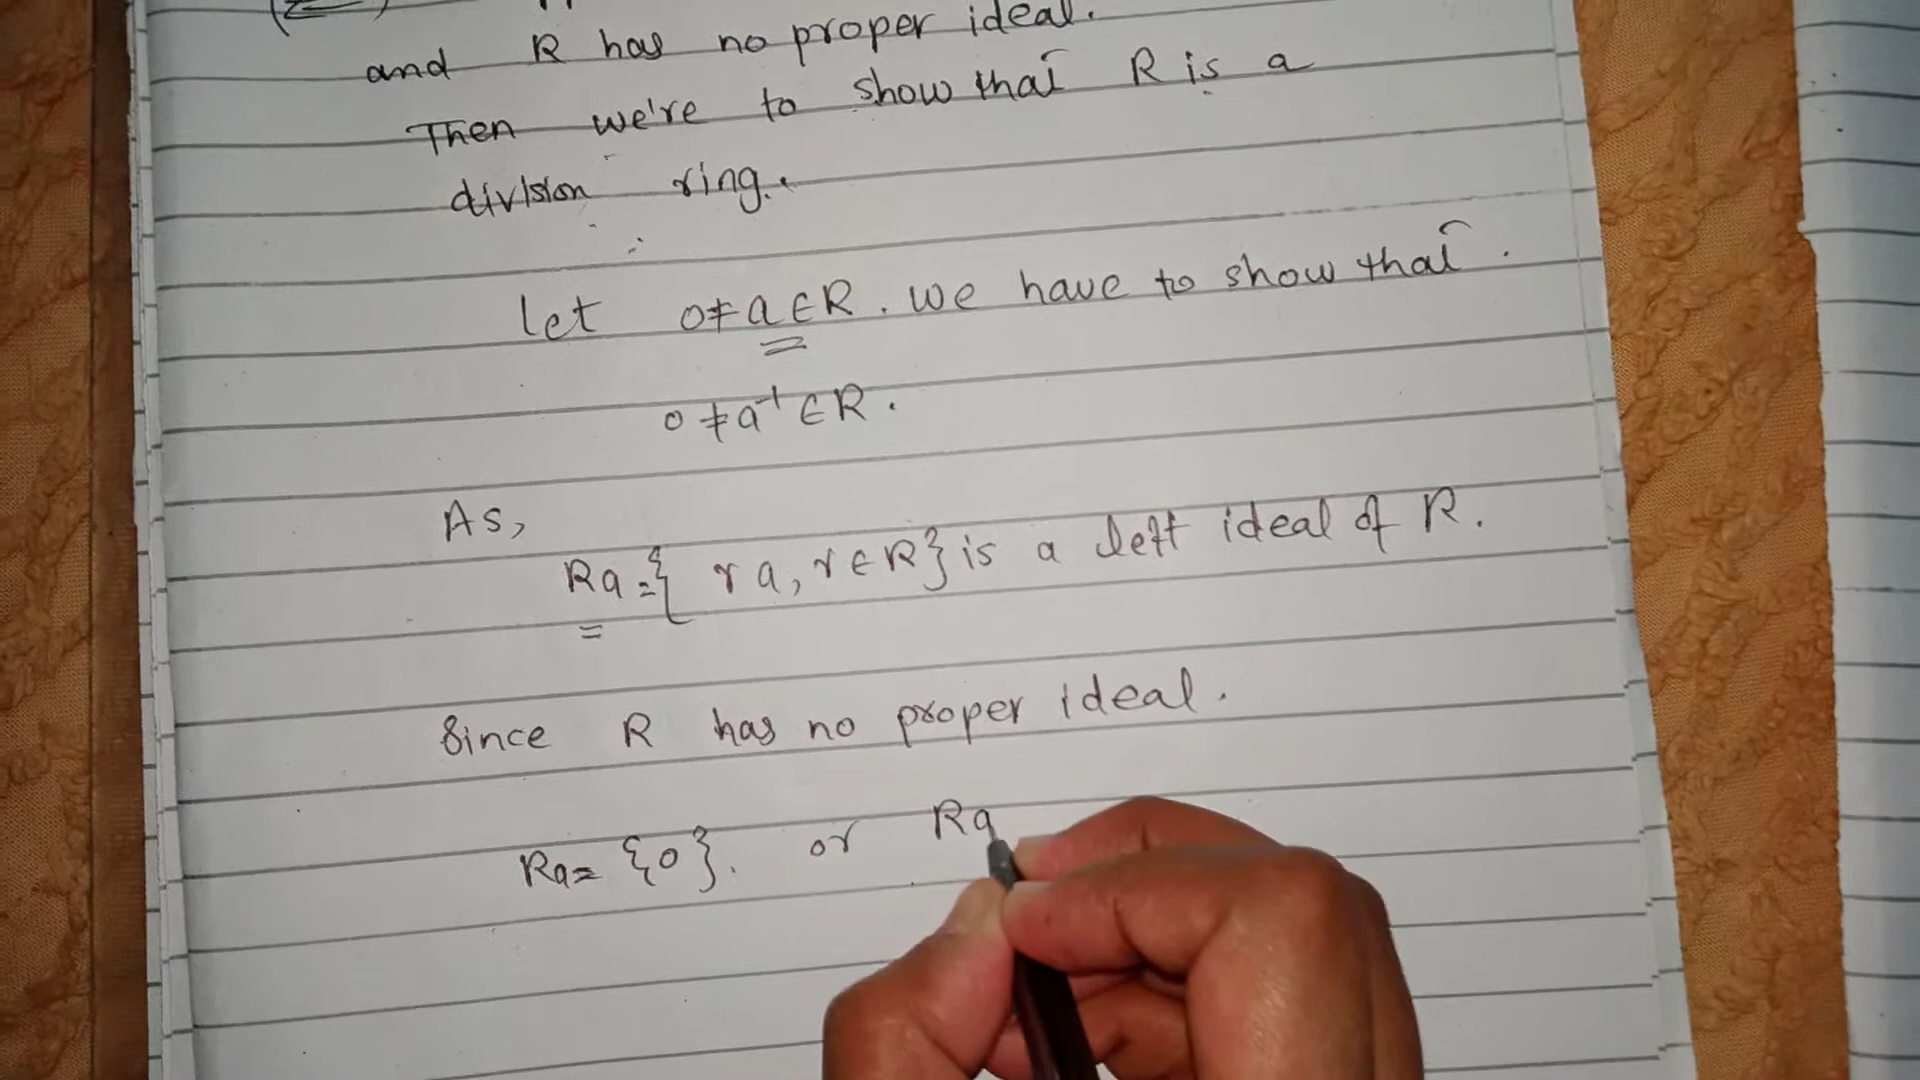 and R has no proper ideal.
Then we're to show that R is a
division ring.
let 0≠a∈R. we have to show that
0≠a⁻¹∈R.
As,
Ra={ra, r∈R} is a left ideal of R.
Since R has no proper ideal.
Ra= {0}. or Ra